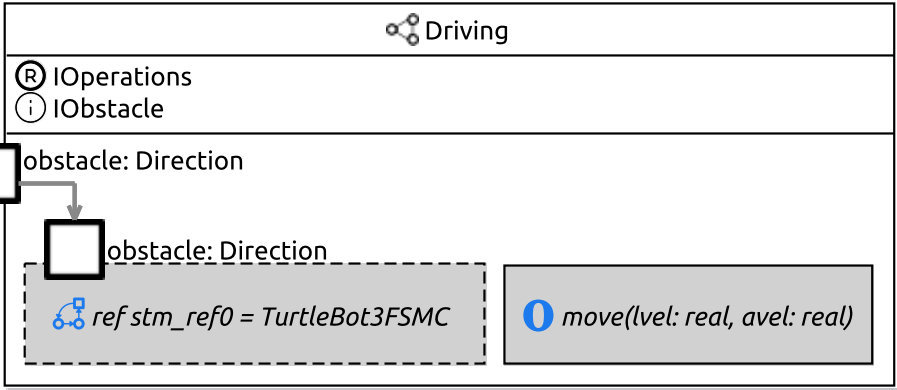 Driving
R IOperations
i IObstacle
obstacle: Direction
obstacle: Direction
ref stm_ref0 = TurtleBot3FSMC
O move(lvel: real, avel: real)